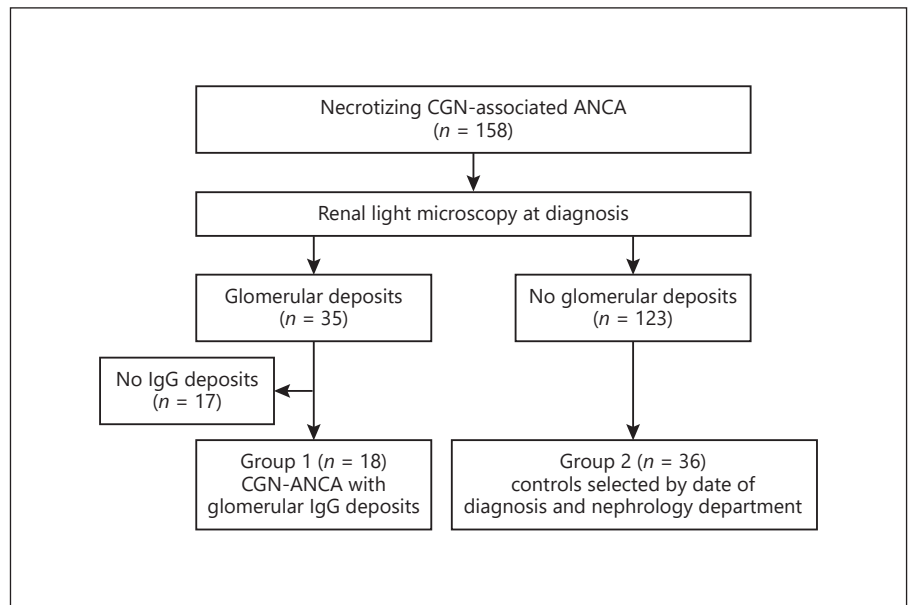 Necrotizing CGN-associated ANCA
(n = 158)
Renal light microscopy at diagnosis
Glomerular deposits
(n = 35)
No glomerular deposits
(n = 123)
No IgG deposits
(n = 17)
Group 1 (n = 18)
CGN-ANCA with
glomerular IgG deposits
Group 2 (n = 36)
controls selected by date of
diagnosis and nephrology department